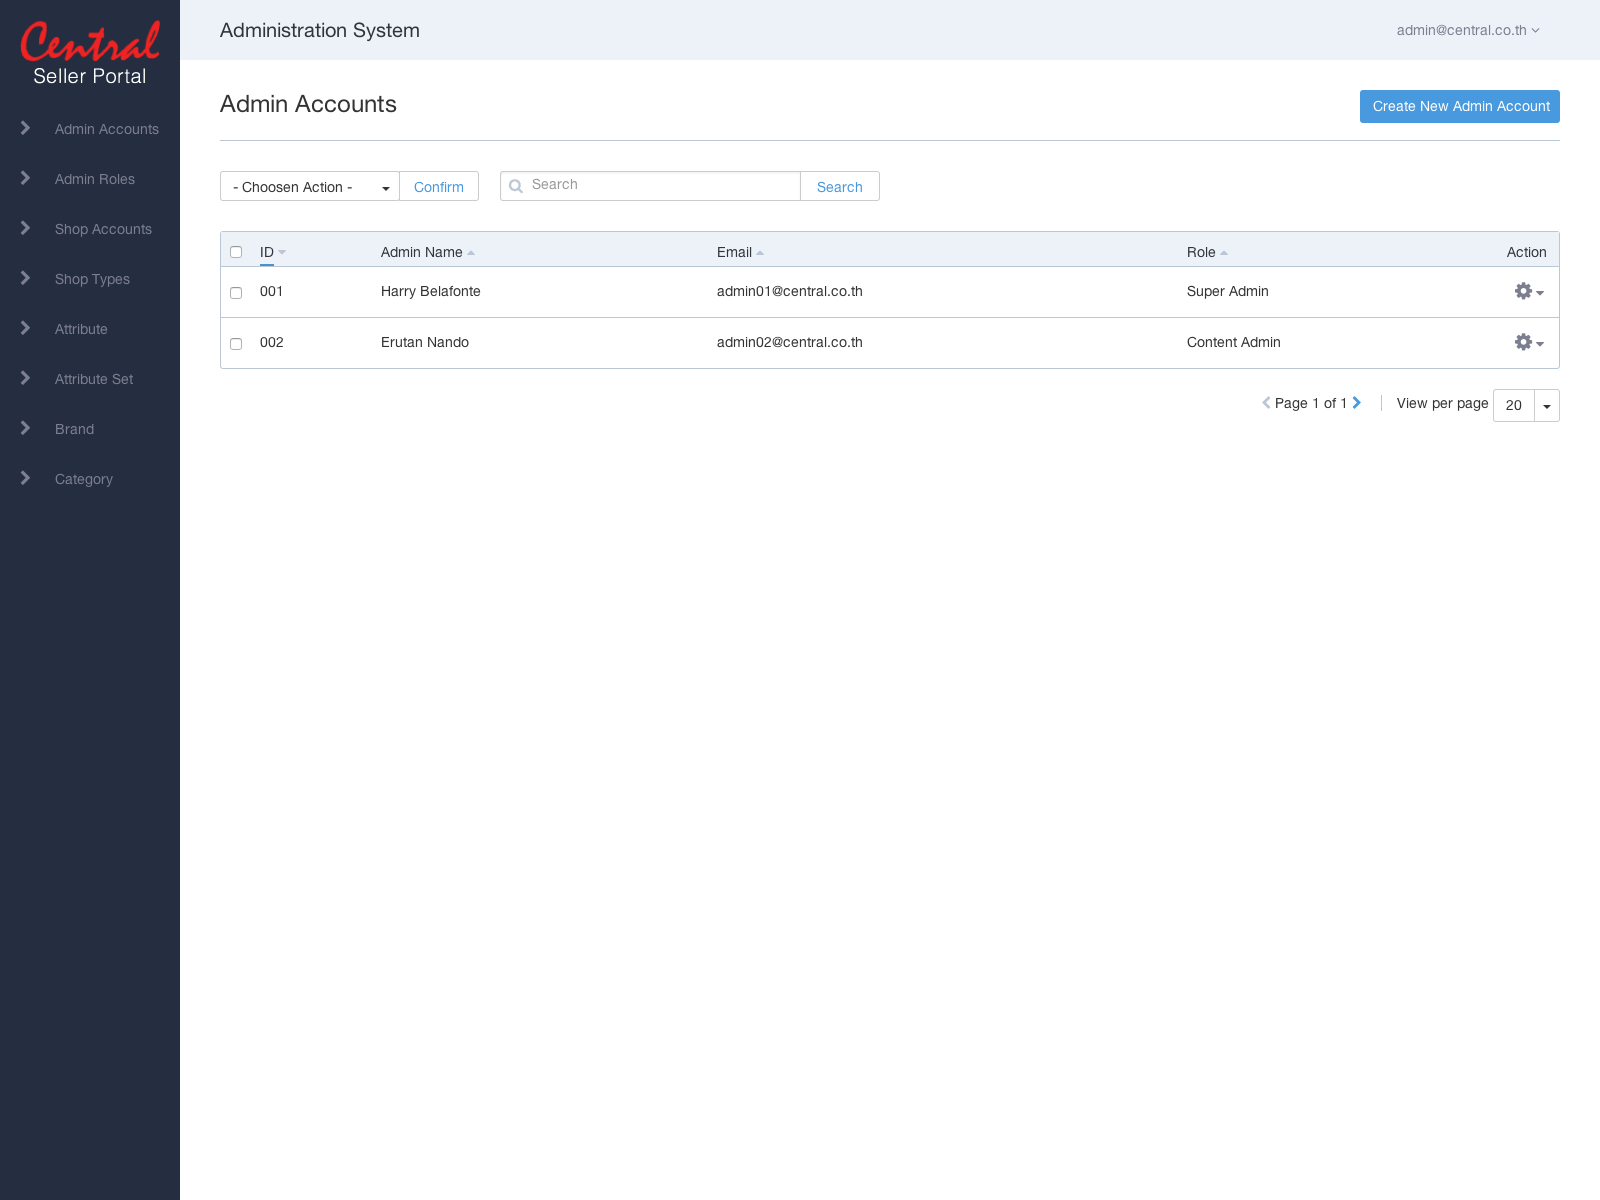 Central
Seller Portal
Admin Accounts
Admin Roles
Shop Accounts
Shop Types
Attribute
Attribute Set
Brand
Category
Administration System
admin@central.co.th
Admin Accounts
Create New Admin Account
- Choosen Action - Confirm Search Search
ID Admin Name Email Role Action
001 Harry Belafonte admin01@central.co.th Super Admin
002 Erutan Nando admin02@central.co.th Content Admin
Page 1 of 1 View per page 20